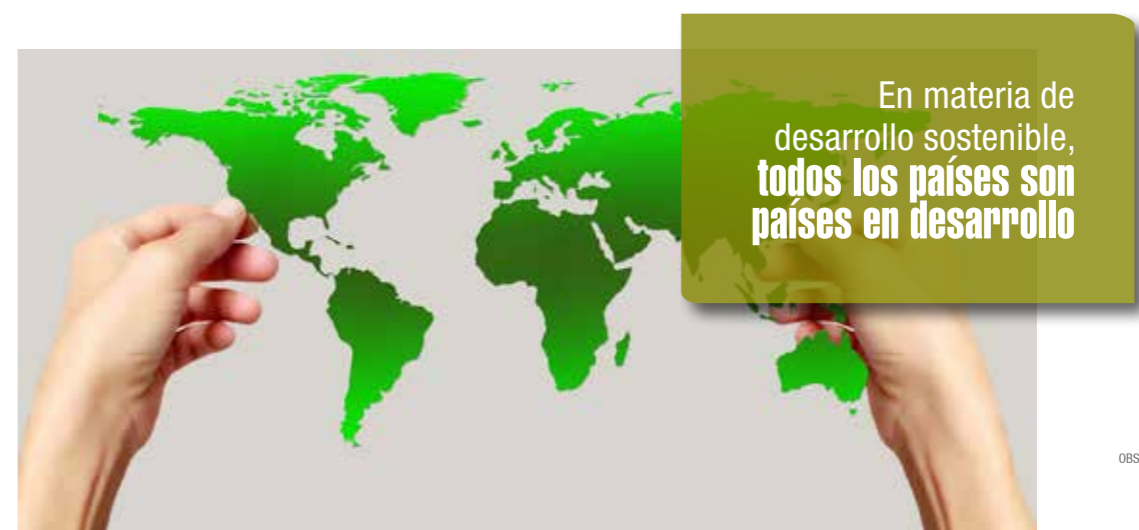 En materia de
desarrollo sostenible,
todos los países son
países en desarrollo
OBS